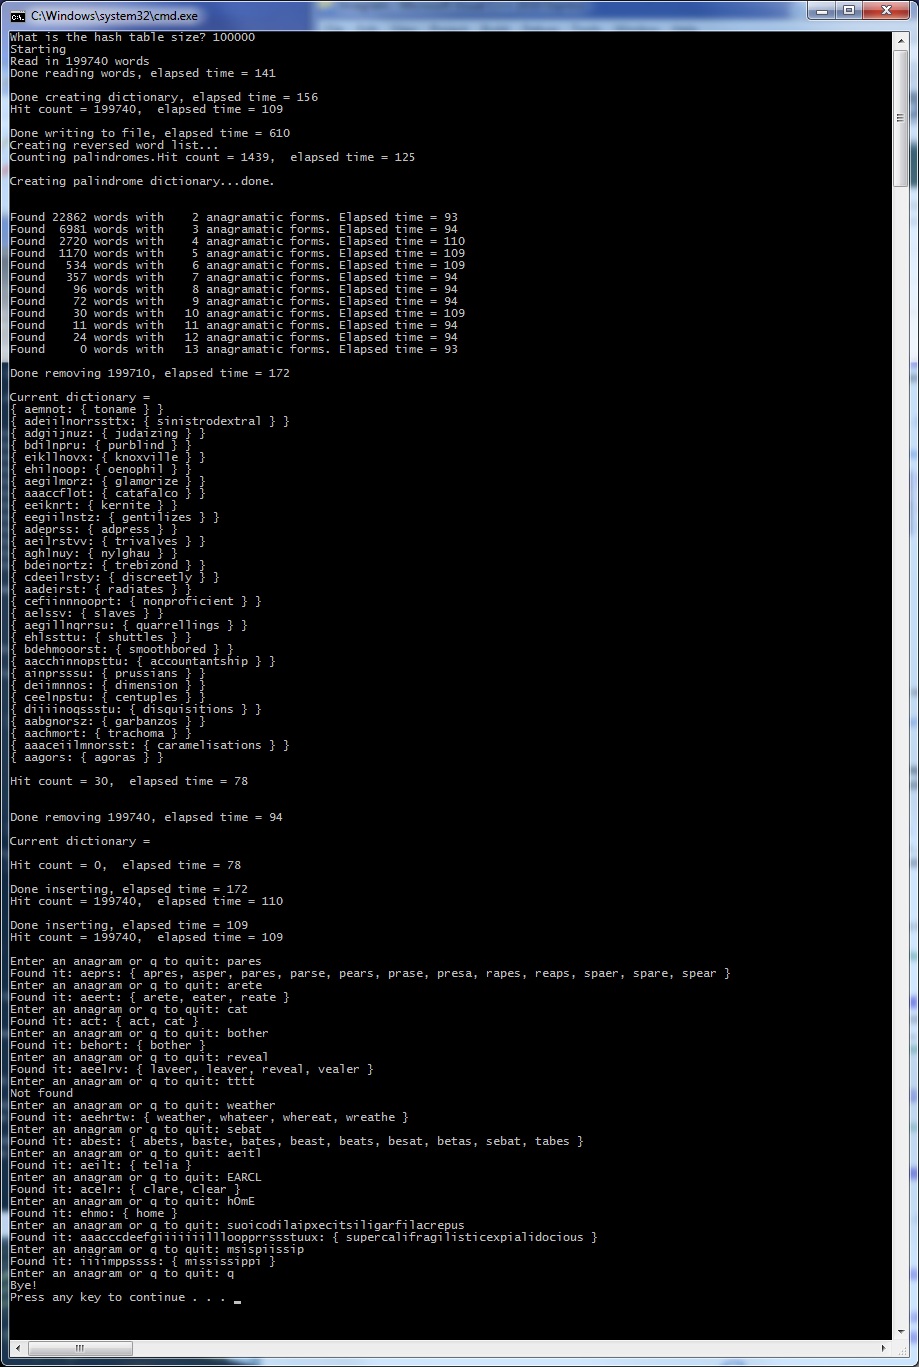 C:\Windows\system32\cmd.exe
What is the hash table size? 100000
Starting
Read in 199740 words
Done reading words, elapsed time = 141
Done creating dictionary, elapsed time = 156
Hit count = 199740,  elapsed time = 109
Done writing to file, elapsed time = 610
Creating reversed word list...
Counting palindromes.Hit count = 1439,  elapsed time = 125
Creating palindrome dictionary...done.
Found 22862 words with    2 anagramatic forms. Elapsed time = 93
Found  6981 words with    3 anagramatic forms. Elapsed time = 94
Found  2720 words with    4 anagramatic forms. Elapsed time = 110
Found  1170 words with    5 anagramatic forms. Elapsed time = 109
Found   534 words with    6 anagramatic forms. Elapsed time = 109
Found   357 words with    7 anagramatic forms. Elapsed time = 94
Found    96 words with    8 anagramatic forms. Elapsed time = 94
Found    72 words with    9 anagramatic forms. Elapsed time = 94
Found    30 words with   10 anagramatic forms. Elapsed time = 109
Found    11 words with   11 anagramatic forms. Elapsed time = 94
Found    24 words with   12 anagramatic forms. Elapsed time = 94
Found     0 words with   13 anagramatic forms. Elapsed time = 93
Done removing 199710, elapsed time = 172
Current dictionary =
{ aemnot: { toname } }
{ adeiilnorrssttx: { sinistrodextral } }
{ adgiijnuz: { judaizing } }
{ bdilnpru: { purblind } }
{ eikllnovx: { knoxville } }
{ ehilnoop: { oenophil } }
{ aegilmorz: { glamorize } }
{ aaaccflot: { catafalco } }
{ eeiknrt: { kernite } }
{ eegiilnstz: { gentilizes } }
{ adeprss: { adpress } }
{ aeilrstvv: { trivalves } }
{ aghlnuy: { nylghau } }
{ bdeinortz: { trebizond } }
{ cdeeilrsty: { discreetly } }
{ aadeirst: { radiates } }
{ cefiinnnooprt: { nonproficient } }
{ aelssv: { slaves } }
{ aegillnqrrsu: { quarrellings } }
{ ehlssttu: { shuttles } }
{ bdehmooorst: { smoothbored } }
{ aacchinnopsttu: { accountantship } }
{ ainprsssu: { prussians } }
{ deiimnnos: { dimension } }
{ ceelnpstu: { centuples } }
{ diiiinoqssstu: { disquisitions } }
{ aabgnorsz: { garbanzos } }
{ aachmort: { trachoma } }
{ aaaceiilmnorsst: { caramelisations } }
{ aagors: { agoras } }
Hit count = 30,  elapsed time = 78
Done removing 199740, elapsed time = 94
Current dictionary =
Hit count = 0,  elapsed time = 78
Done inserting, elapsed time = 172
Hit count = 199740,  elapsed time = 110
Done inserting, elapsed time = 109
Hit count = 199740,  elapsed time = 109
Enter an anagram or q to quit: pares
Found it: aeprs: { apres, asper, pares, parse, pears, prase, presa, rapes, reaps, spaer, spare, spear }
Enter an anagram or q to quit: arete
Found it: aeert: { arete, eater, reate }
Enter an anagram or q to quit: cat
Found it: act: { act, cat }
Enter an anagram or q to quit: bother
Found it: behort: { bother }
Enter an anagram or q to quit: reveal
Found it: aeelrv: { laveer, leaver, reveal, vealer }
Enter an anagram or q to quit: tttt
Not found
Enter an anagram or q to quit: weather
Found it: aeehrtw: { weather, whateer, whereat, wreathe }
Enter an anagram or q to quit: sebat
Found it: abest: { abets, baste, bates, beast, beats, besat, betas, sebat, tabes }
Enter an anagram or q to quit: aeitl
Found it: aeilt: { telia }
Enter an anagram or q to quit: EARCL
Found it: acelr: { clare, clear }
Enter an anagram or q to quit: hOmE
Found it: ehmo: { home }
Enter an anagram or q to quit: suoicodilaipxecitsiligarfilacrepus
Found it: aaacccdeefgiiiiiiillloopprrssstuux: { supercalifragilisticexpialidocious }
Enter an anagram or q to quit: msispiissip
Found it: iiiimppssss: { mississippi }
Enter an anagram or q to quit: q
Bye!
Press any key to continue . . . _